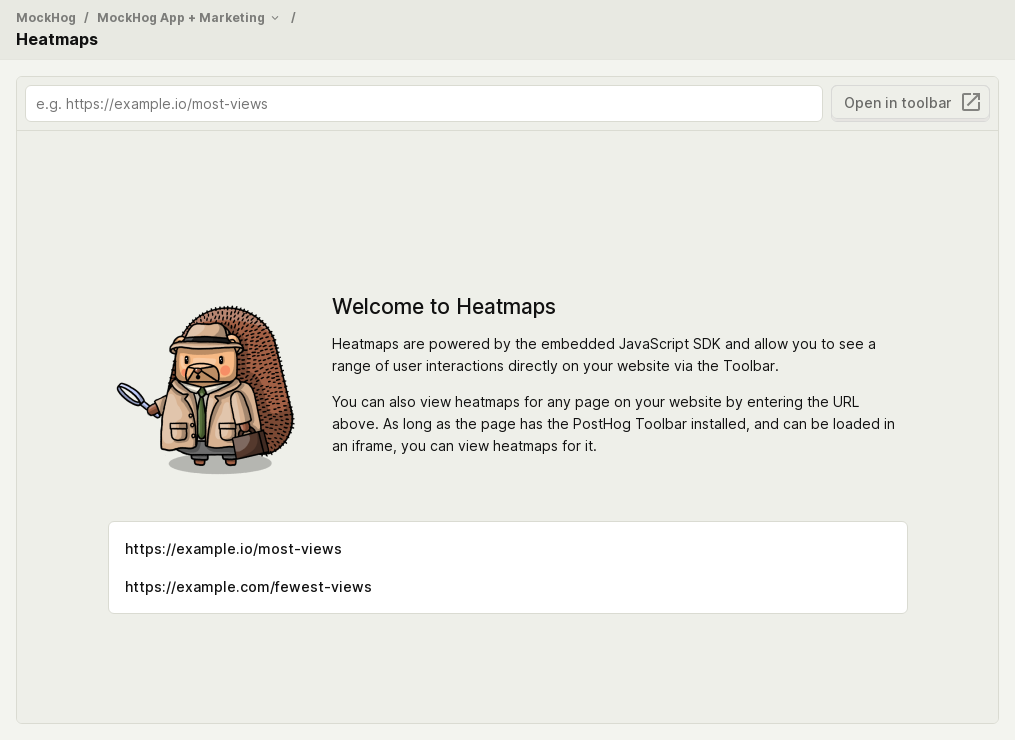 MockHog / MockHog App + Marketing /
Heatmaps
e.g. https://example.io/most-views
Open in toolbar
Welcome to Heatmaps
Heatmaps are powered by the embedded JavaScript SDK and allow you to see a
range of user interactions directly on your website via the Toolbar.
You can also view heatmaps for any page on your website by entering the URL
above. As long as the page has the PostHog Toolbar installed, and can be loaded in
an iframe, you can view heatmaps for it.
https://example.io/most-views
https://example.com/fewest-views